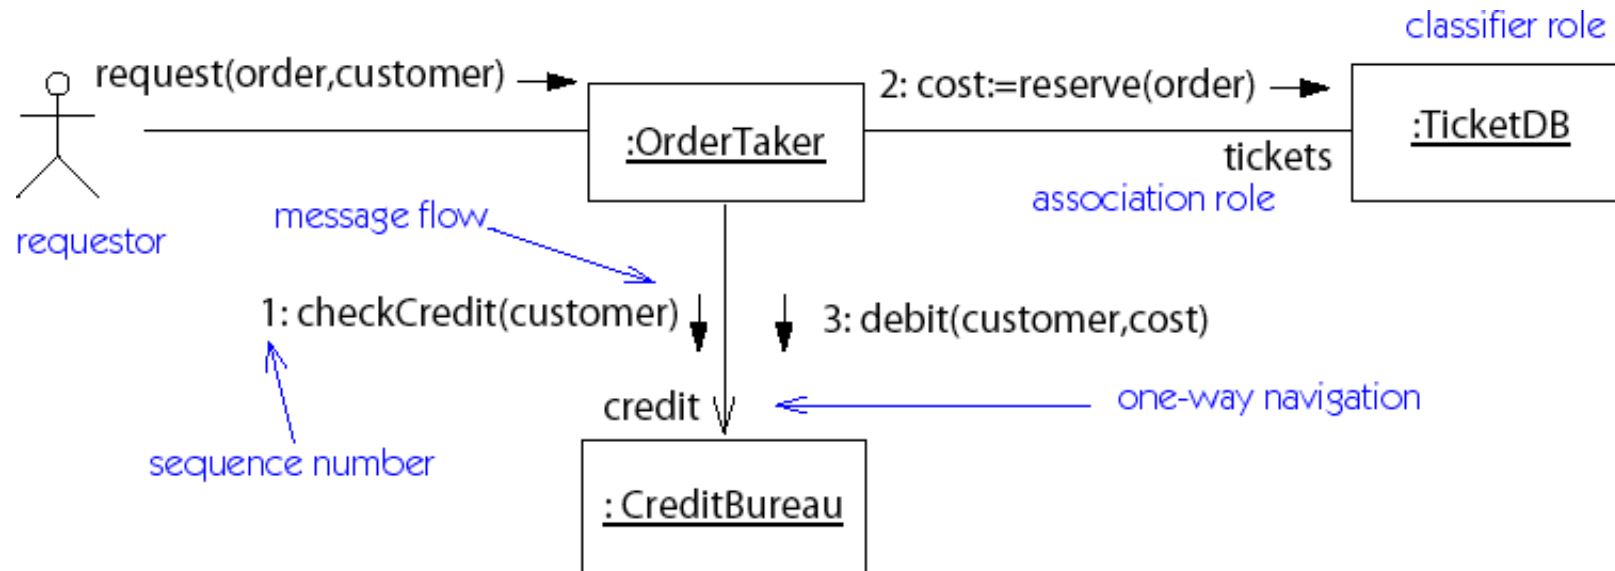 classifier role
request(order,customer)
2: cost:=reserve(order)
:OrderTaker
:TicketDB
tickets
association role
message flow
requestor
1: checkCredit(customer)
3: debit(customer,cost)
credit
one-way navigation
sequence number
: CreditBureau